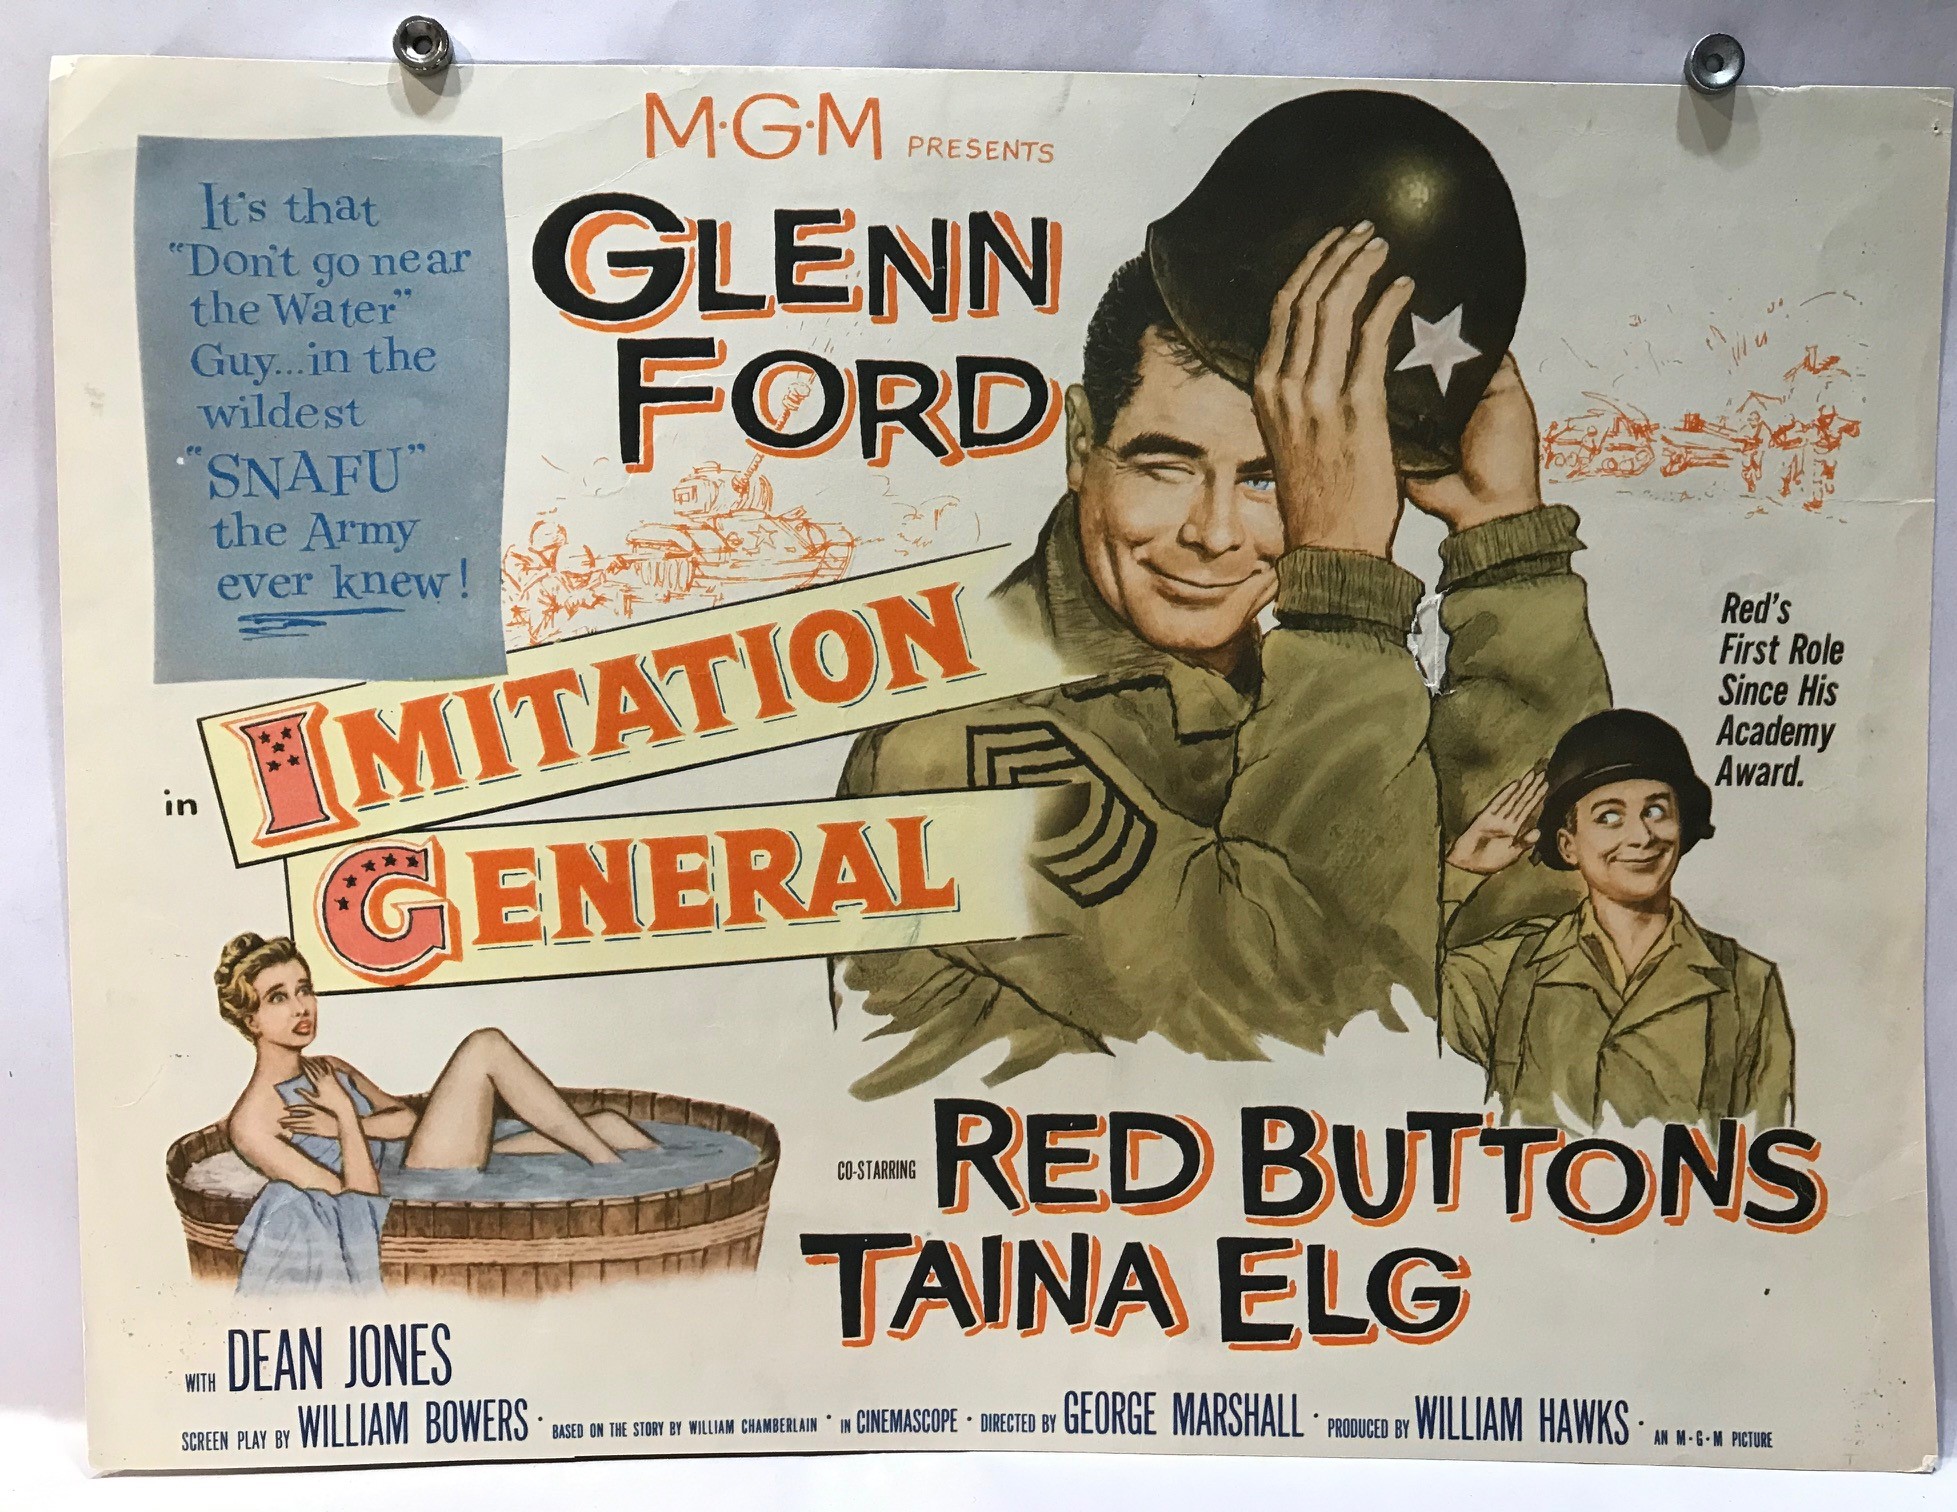 M·G·M PRESENTS
It's that
"Don't go near
the Water"
Guy...in the
wildest
"SNAFU"
the Army
ever knew!
GLENN
FORD
in
IMITATION
GENERAL
Red's
First Role
Since His
Academy
Award.
CO-STARRING RED BUTTONS
TAINA ELG
WITH DEAN JONES
SCREEN PLAY BY WILLIAM BOWERS · BASED ON THE STORY BY WILLIAM CHAMBERLAIN · IN CINEMASCOPE · DIRECTED BY GEORGE MARSHALL · PRODUCED BY WILLIAM HAWKS · AN M-G-M PICTURE